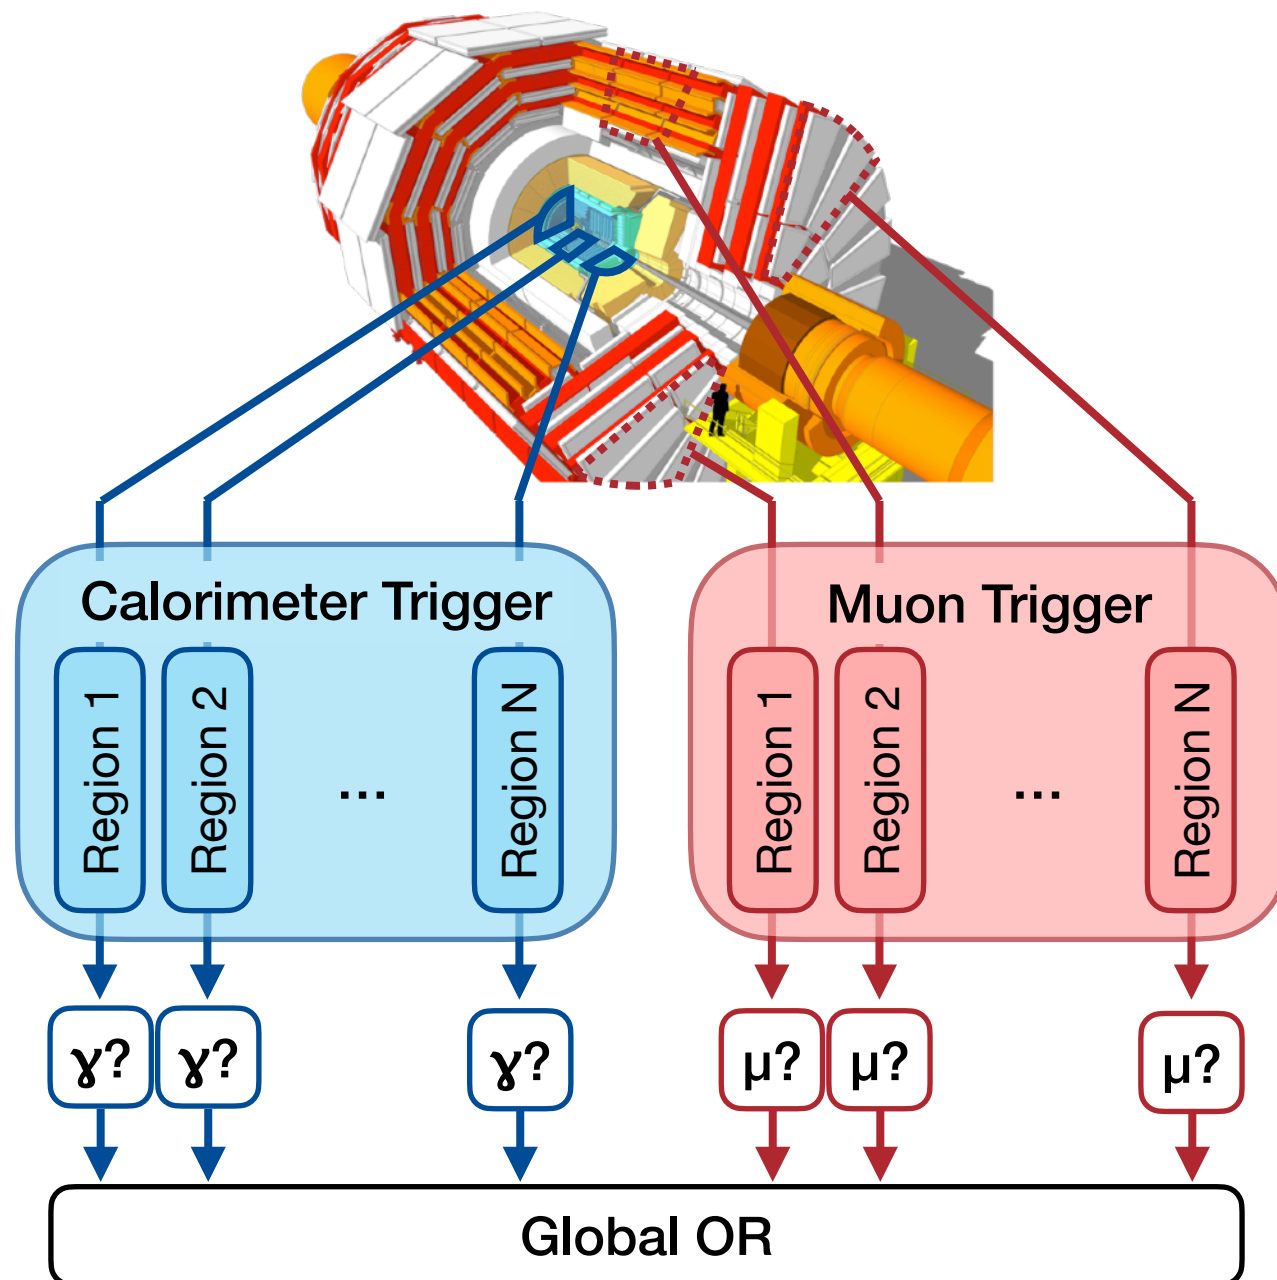 Calorimeter Trigger
Muon Trigger
Region 1
Region 2
...
Region N
Region 1
Region 2
...
Region N
γ?
γ?
γ?
μ?
μ?
μ?
Global OR